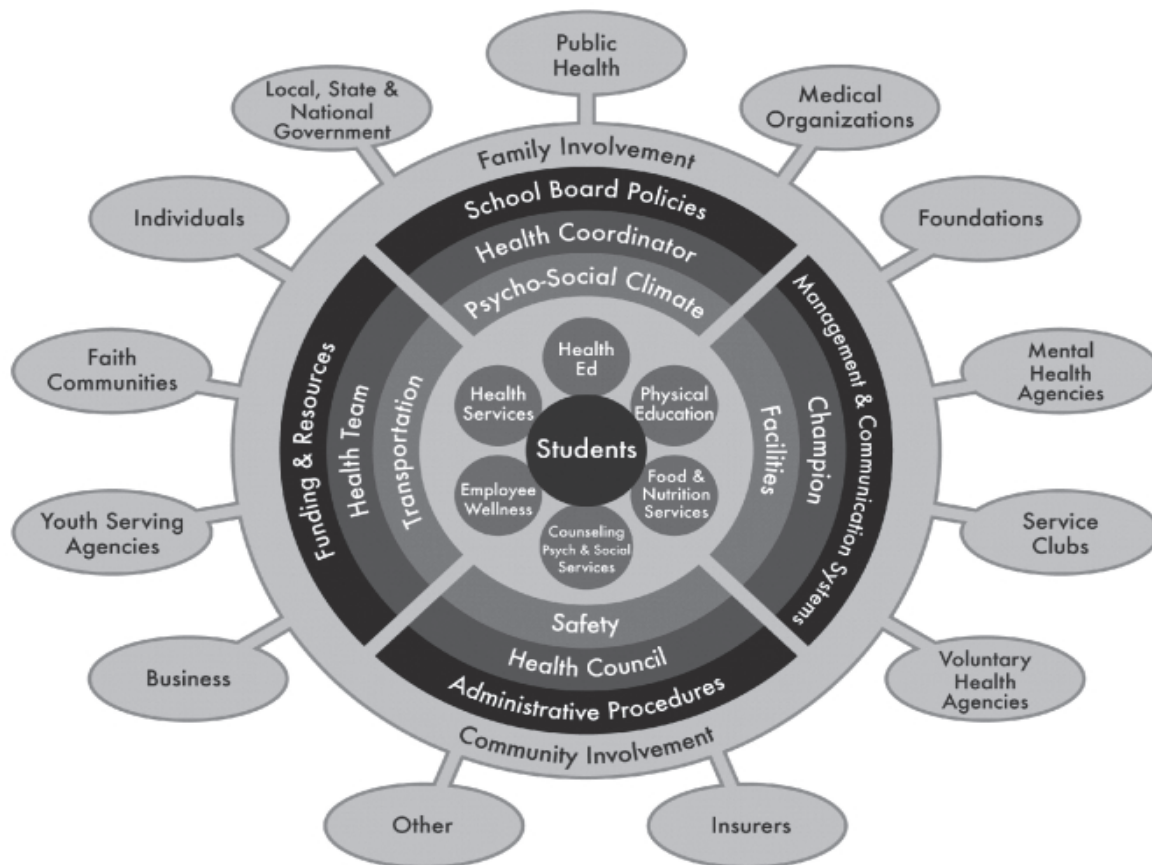 Public
Health
Local, State &
National
Government
Medical
Organizations
Individuals
Foundations
Faith
Communities
Mental
Health
Agencies
Youth Serving
Agencies
Service
Clubs
Business
Voluntary
Health
Agencies
Other
Insurers
Family Involvement
School Board Policies
Health Coordinator
Psycho-Social Climate
Funding & Resources
Health Team
Transportation
Management & Communication Systems
Champion
Facilities
Health
Ed
Health
Services
Physical
Education
Students
Employee
Wellness
Food &
Nutrition
Services
Counseling
Psych & Social
Services
Safety
Health Council
Administrative Procedures
Community Involvement